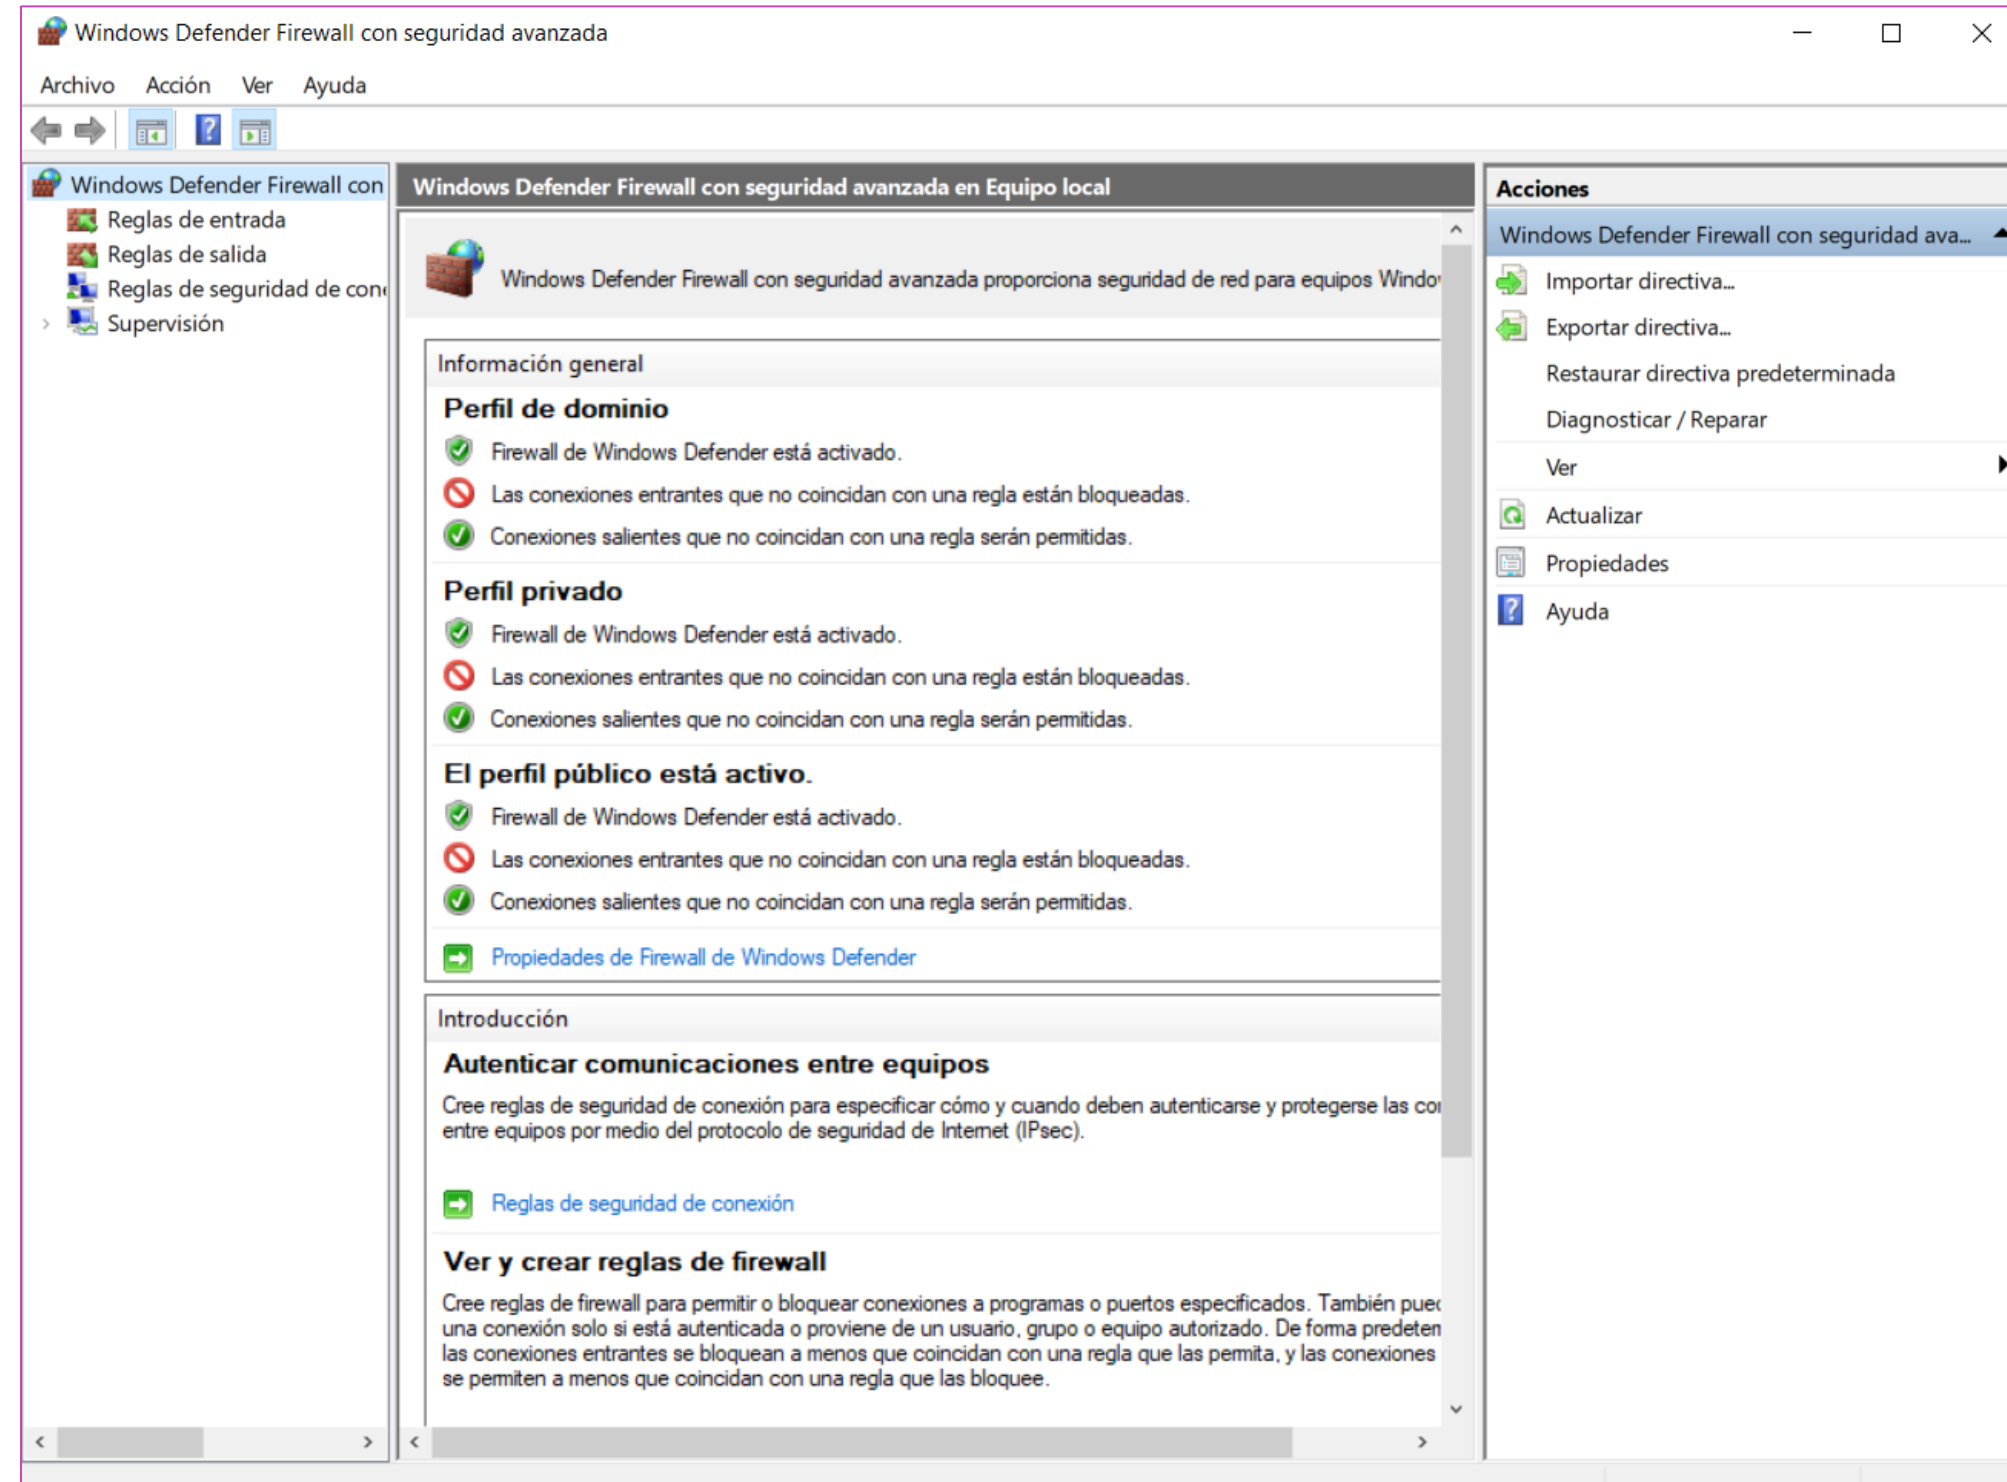 Windows Defender Firewall con seguridad avanzada
Archivo Acción Ver Ayuda
Windows Defender Firewall con
Reglas de entrada
Reglas de salida
Reglas de seguridad de con
Supervisión
Windows Defender Firewall con seguridad avanzada en Equipo local
Windows Defender Firewall con seguridad avanzada proporciona seguridad de red para equipos Windo
Información general
Perfil de dominio
Firewall de Windows Defender está activado.
Las conexiones entrantes que no coincidan con una regla están bloqueadas.
Conexiones salientes que no coincidan con una regla serán permitidas.
Perfil privado
Firewall de Windows Defender está activado.
Las conexiones entrantes que no coincidan con una regla están bloqueadas.
Conexiones salientes que no coincidan con una regla serán permitidas.
El perfil público está activo.
Firewall de Windows Defender está activado.
Las conexiones entrantes que no coincidan con una regla están bloqueadas.
Conexiones salientes que no coincidan con una regla serán permitidas.
Propiedades de Firewall de Windows Defender
Introducción
Autenticar comunicaciones entre equipos
Cree reglas de seguridad de conexión para especificar cómo y cuando deben autenticarse y protegerse las co
entre equipos por medio del protocolo de seguridad de Internet (IPsec).
Reglas de seguridad de conexión
Ver y crear reglas de firewall
Cree reglas de firewall para permitir o bloquear conexiones a programas o puertos especificados. También pue
una conexión solo si está autenticada o proviene de un usuario, grupo o equipo autorizado. De forma predeter
las conexiones entrantes se bloquean a menos que coincidan con una regla que las permita, y las conexiones
se permiten a menos que coincidan con una regla que las bloquee.
Acciones
Windows Defender Firewall con seguridad ava...
Importar directiva...
Exportar directiva...
Restaurar directiva predeterminada
Diagnosticar / Reparar
Ver
Actualizar
Propiedades
Ayuda